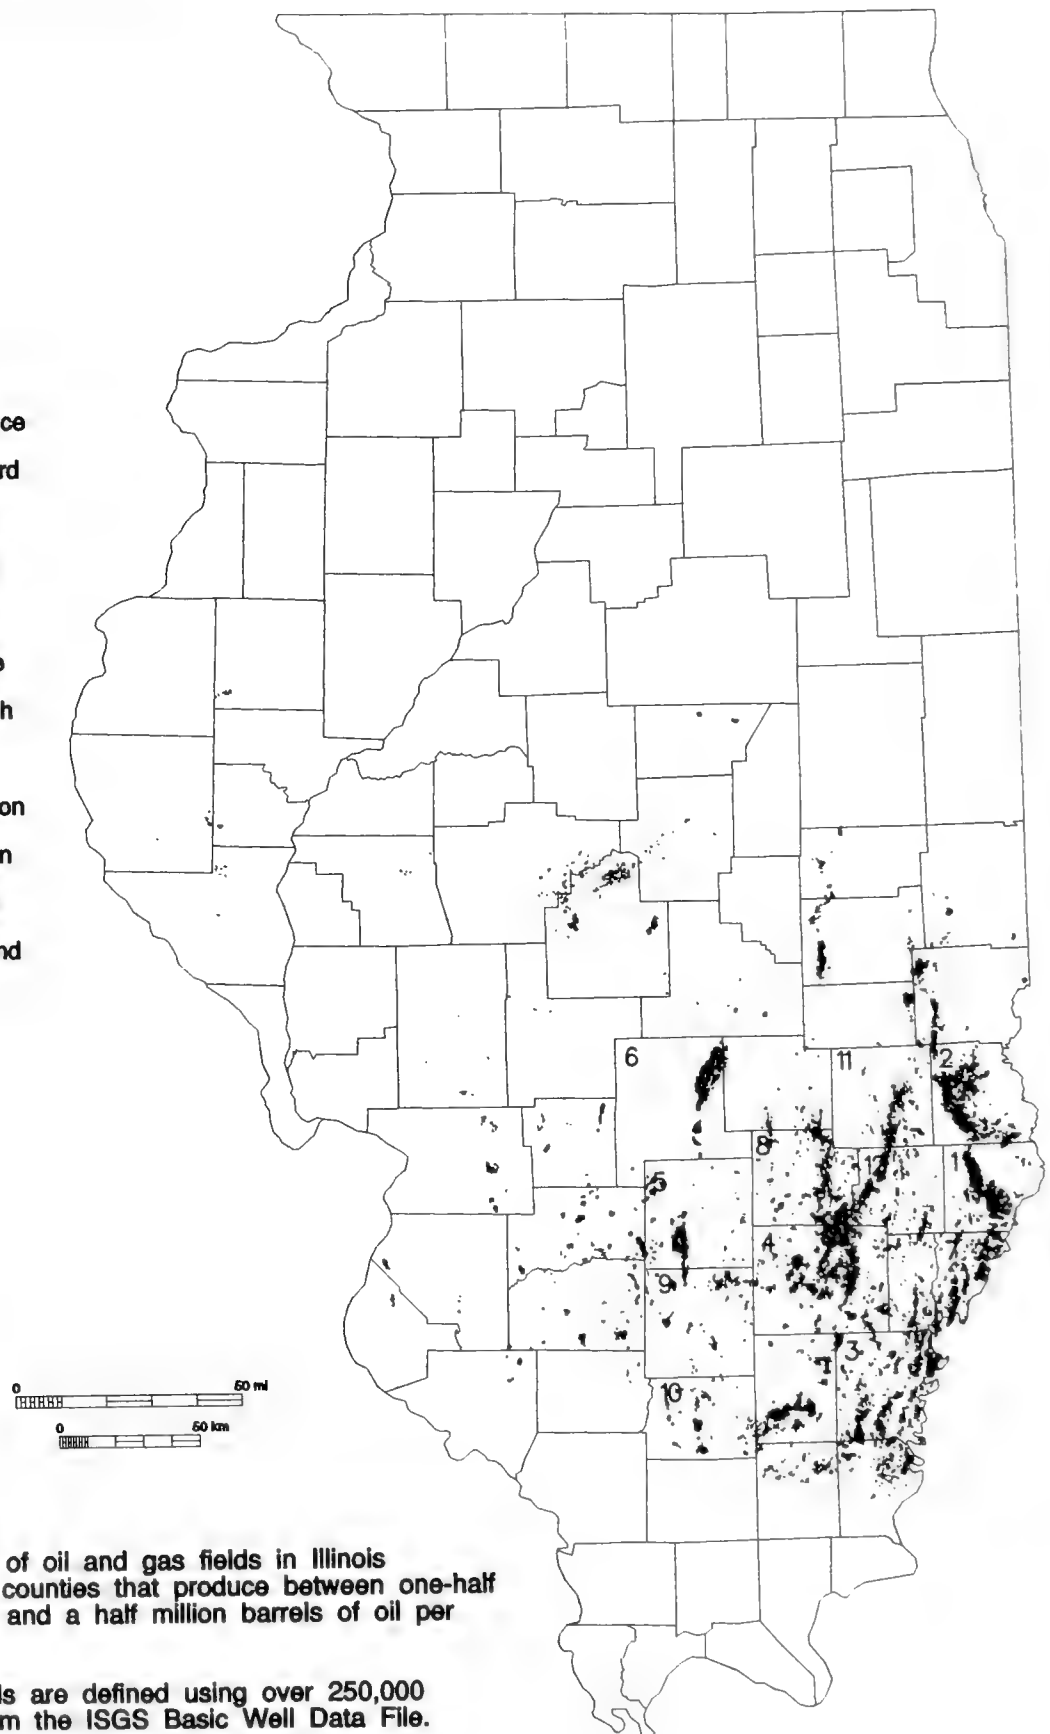 ce
rd
e
h
on
n
nd
6
11
2
8
1
5
4
7
9
3
10
0 50 mi
0 50 km
of oil and gas fields in Illinois
counties that produce between one-half
and a half million barrels of oil per
ls are defined using over 250,000
m the ISGS Basic Well Data File.